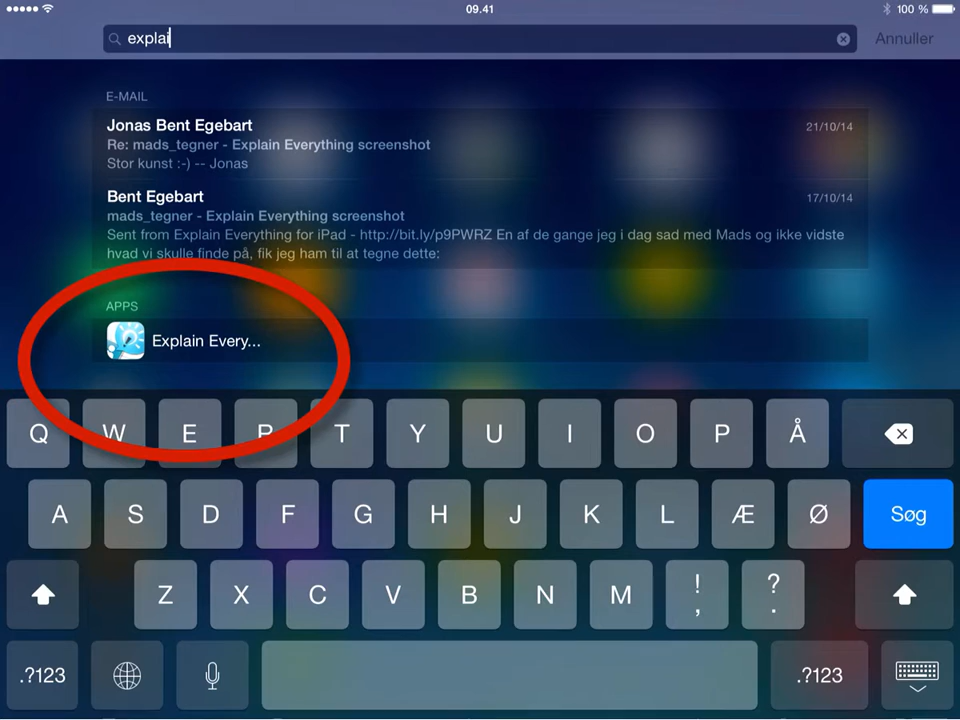 09.41
100 %
explai
Annuller
E-MAIL
Jonas Bent Egebart
21/10/14
Re: mads_tegner - Explain Everything screenshot
Stor kunst :-) -- Jonas
Bent Egebart
17/10/14
mads_tegner - Explain Everything screenshot
Sent from Explain Everything for iPad - http://bit.ly/p9PWRZ En af de gange jeg i dag sad med Mads og ikke vidste
hvad vi skulle finde på, fik jeg ham til at tegne dette:
APPS
Explain Every...
Q W E R T Y U I O P Å
A S D F G H J K L Æ Ø Søg
Z X C V B N M ! , ? .
.?123 .?123